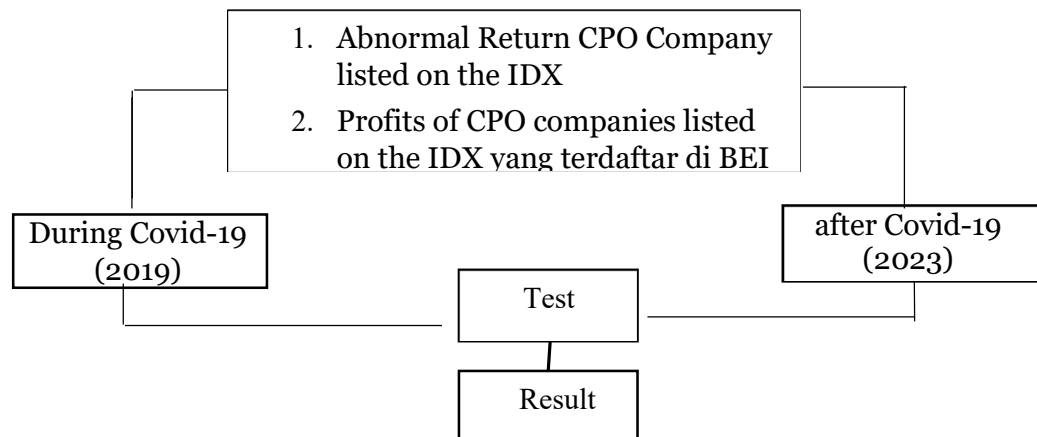 1. Abnormal Return CPO Company
listed on the IDX
2. Profits of CPO companies listed
on the IDX yang terdaftar di BEI
During Covid-19
(2019)
after Covid-19
(2023)
Test
Result